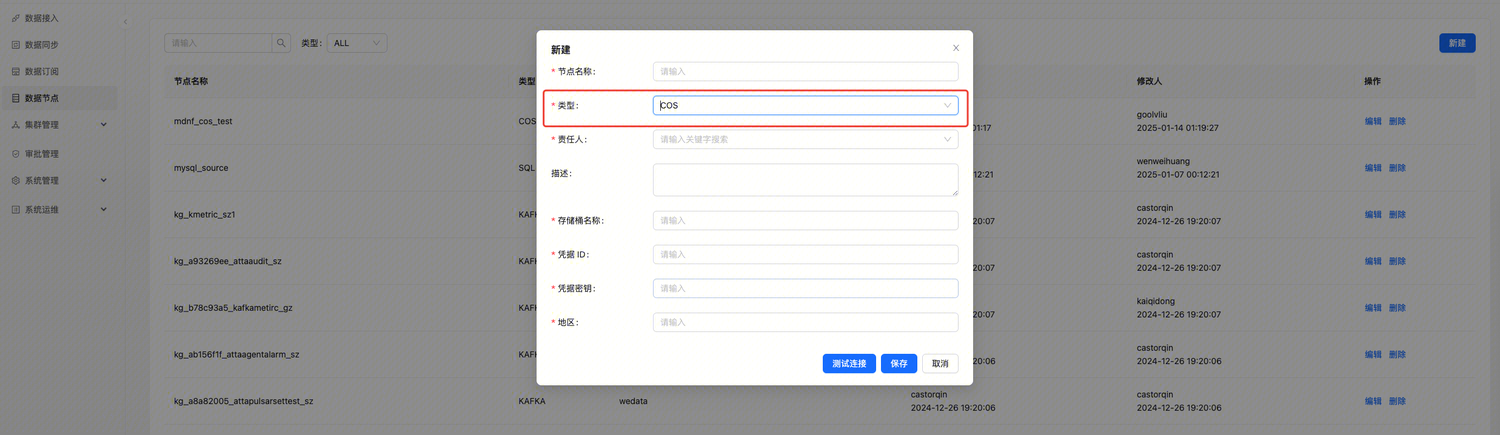 数据接入
数据同步
数据订阅
数据节点
集群管理
审批管理
系统管理
系统运维
请输入
类型: ALL
新建
节点名称 类型 修改人 操作
mdnf_cos_test COS 01:17 goolvliu 2025-01-14 01:19:27 编辑 删除
mysql_source SQL 12:21 wenweihuang 2025-01-07 00:12:21 编辑 删除
kg_kmetric_sz1 KAFK 20:07 castorqin 2024-12-26 19:20:07 编辑 删除
kg_a93269ee_attaaudit_sz KAFK 20:07 castorqin 2024-12-26 19:20:07 编辑 删除
kg_b78c93a5_kafkametirc_gz KAFK 20:07 kaiqidong 2024-12-26 19:20:07 编辑 删除
kg_ab156f1f_attaagentalarm_sz KAFK 20:06 castorqin 2024-12-26 19:20:06 编辑 删除
kg_a8a82005_attapulsarsettest_sz KAFKA wedata castorqin 2024-12-26 19:20:06 castorqin 2024-12-26 19:20:06 编辑 删除
新建
* 节点名称: 请输入
* 类型: COS
* 责任人: 请输入关键字搜索
描述:
* 存储桶名称: 请输入
* 凭据 ID: 请输入
* 凭据密钥: 请输入
* 地区: 请输入
测试连接 保存 取消